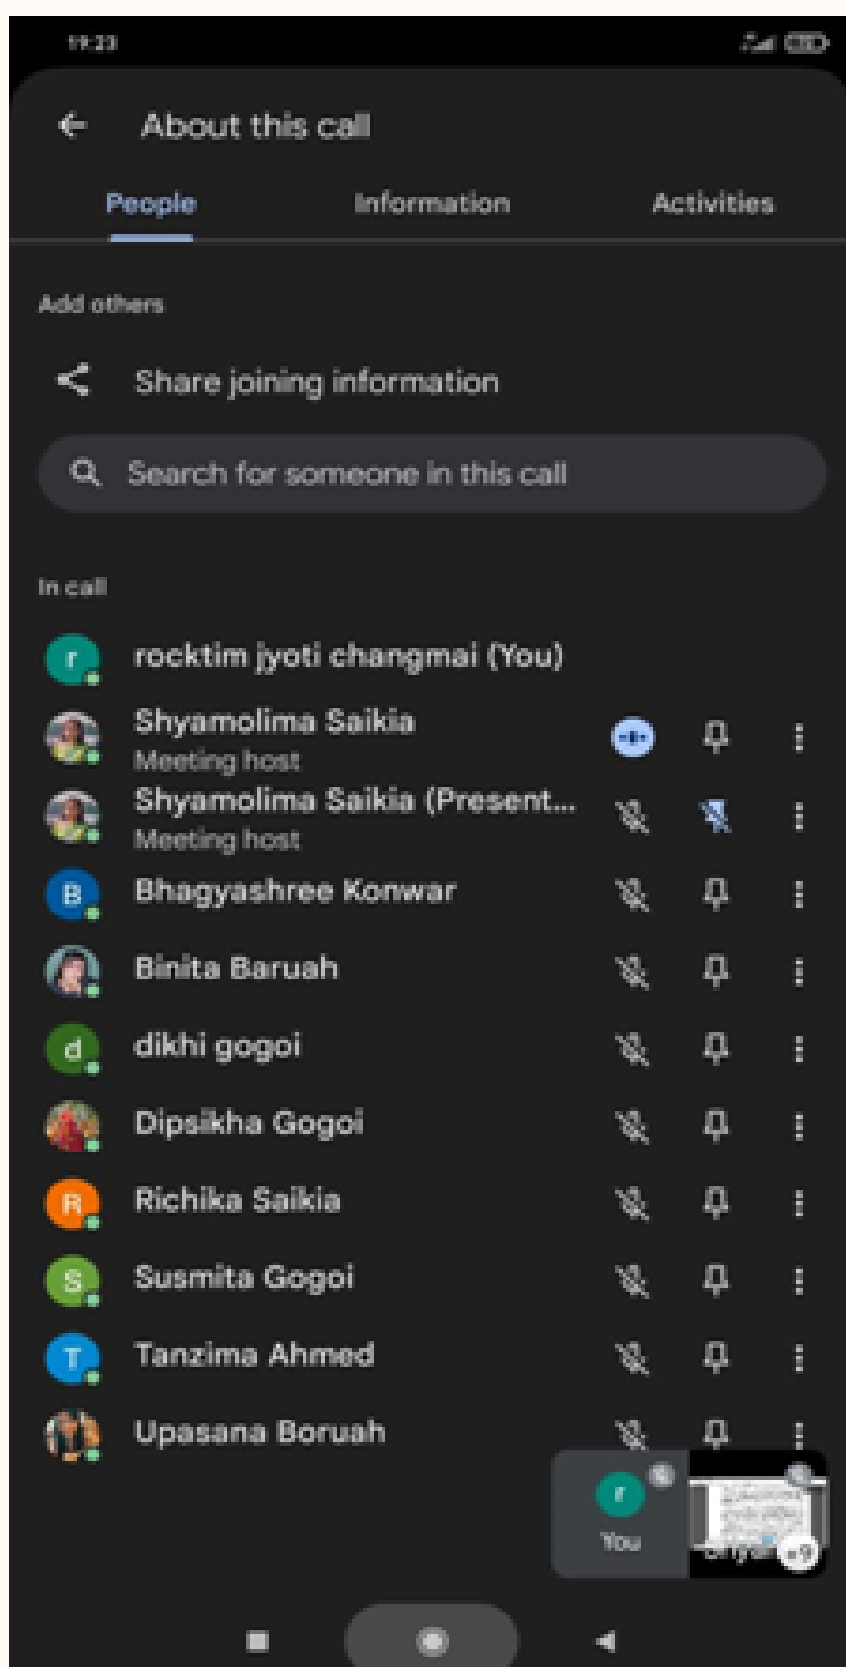 19:23
About this call
People Information Activities
Add others
Share joining information
Search for someone in this call
In call
r rocktim jyoti changmai (You)
Shyamolima Saikia
Meeting host
Shyamolima Saikia (Present...
Meeting host
B Bhagyashree Konwar
Binita Baruah
d dikhi gogoi
Dipsikha Gogoi
R Richika Saikia
S Susmita Gogoi
T Tanzima Ahmed
Upasana Boruah
r
You
+9